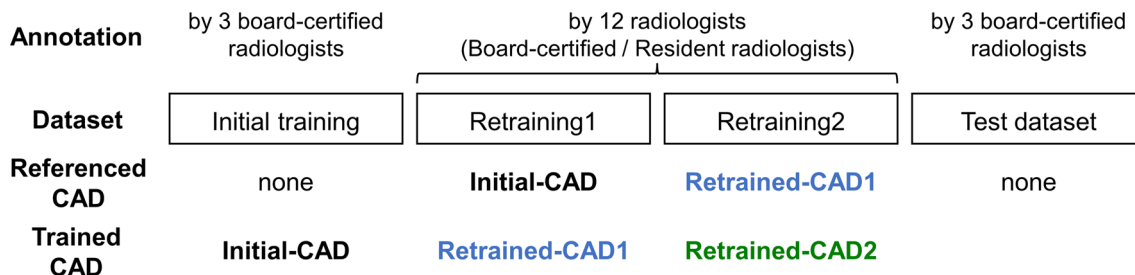 Annotation
by 3 board-certified
radiologists
by 12 radiologists
(Board-certified / Resident radiologists)
by 3 board-certified
radiologists
Dataset
Initial training
Retraining1
Retraining2
Test dataset
Referenced
CAD
none
Initial-CAD
Retrained-CAD1
none
Trained
CAD
Initial-CAD
Retrained-CAD1
Retrained-CAD2